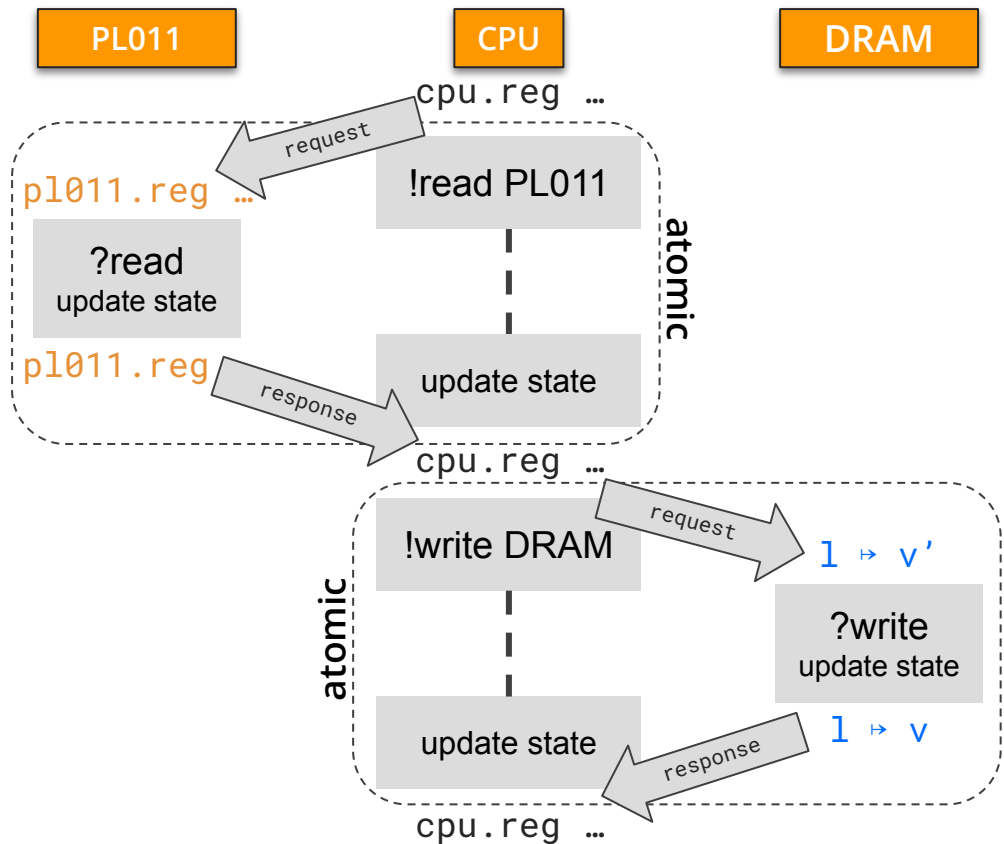 PL011
CPU
DRAM
cpu.reg …
request
!read PL011
pl011.reg …
?read
update state
atomic
pl011.reg
response
update state
cpu.reg …
request
!write DRAM
l ↦ v’
?write
update state
atomic
l ↦ v
update state
response
cpu.reg …